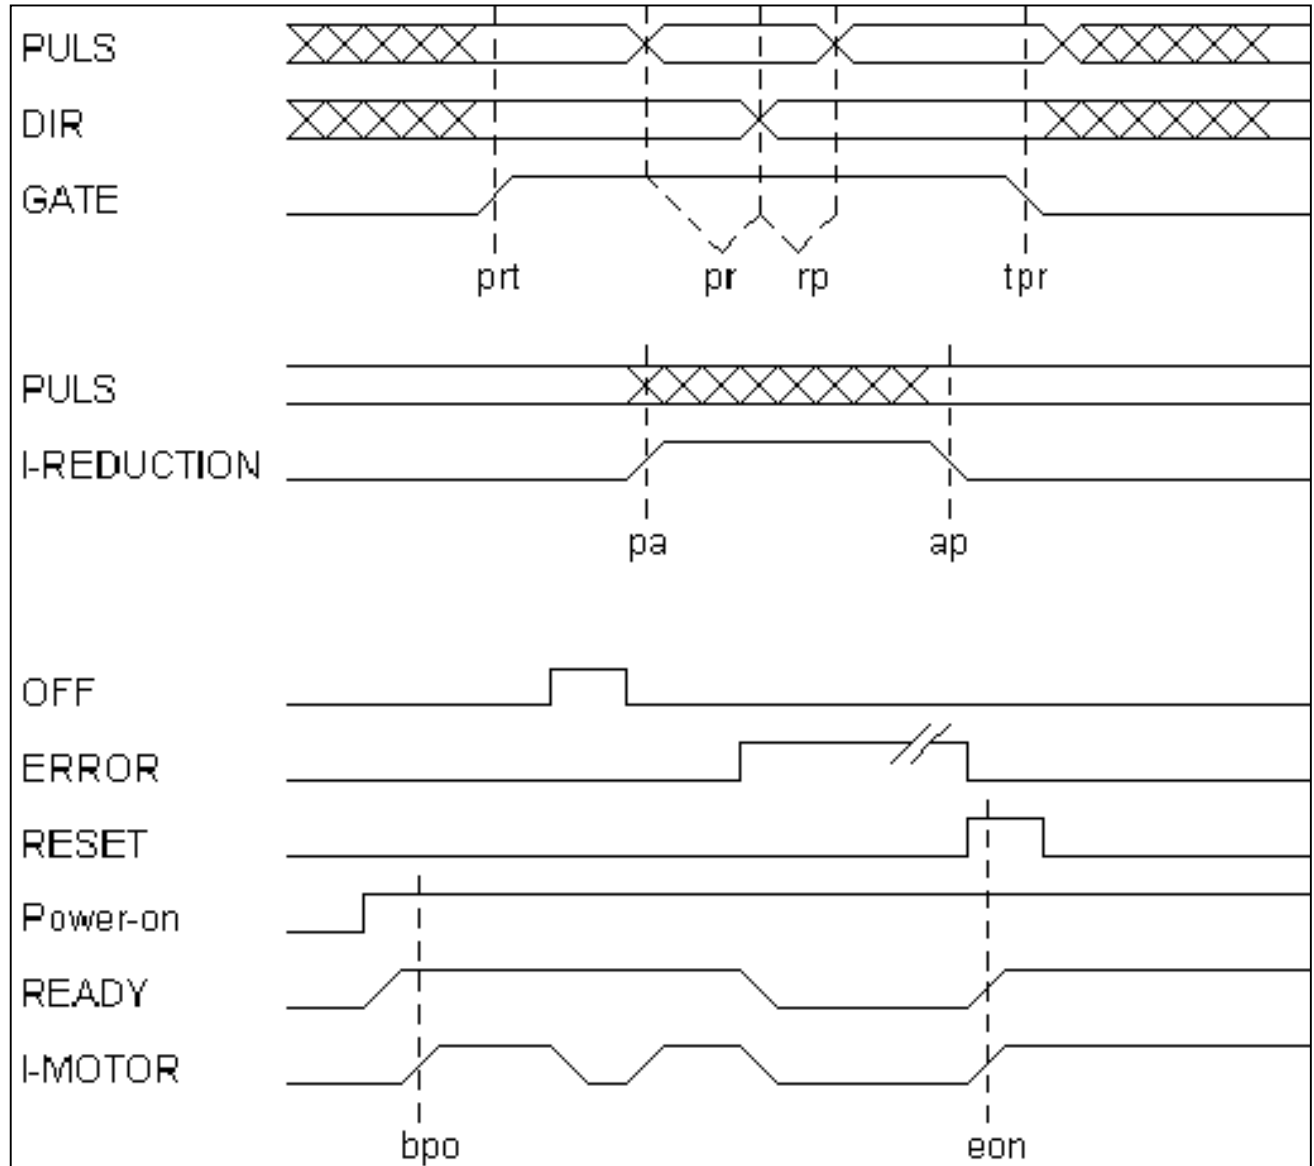 PULS
DIR
GATE
prt pr rp tpr
PULS
I-REDUCTION
pa ap
OFF
ERROR
RESET
Power-on
READY
I-MOTOR
bpo eon